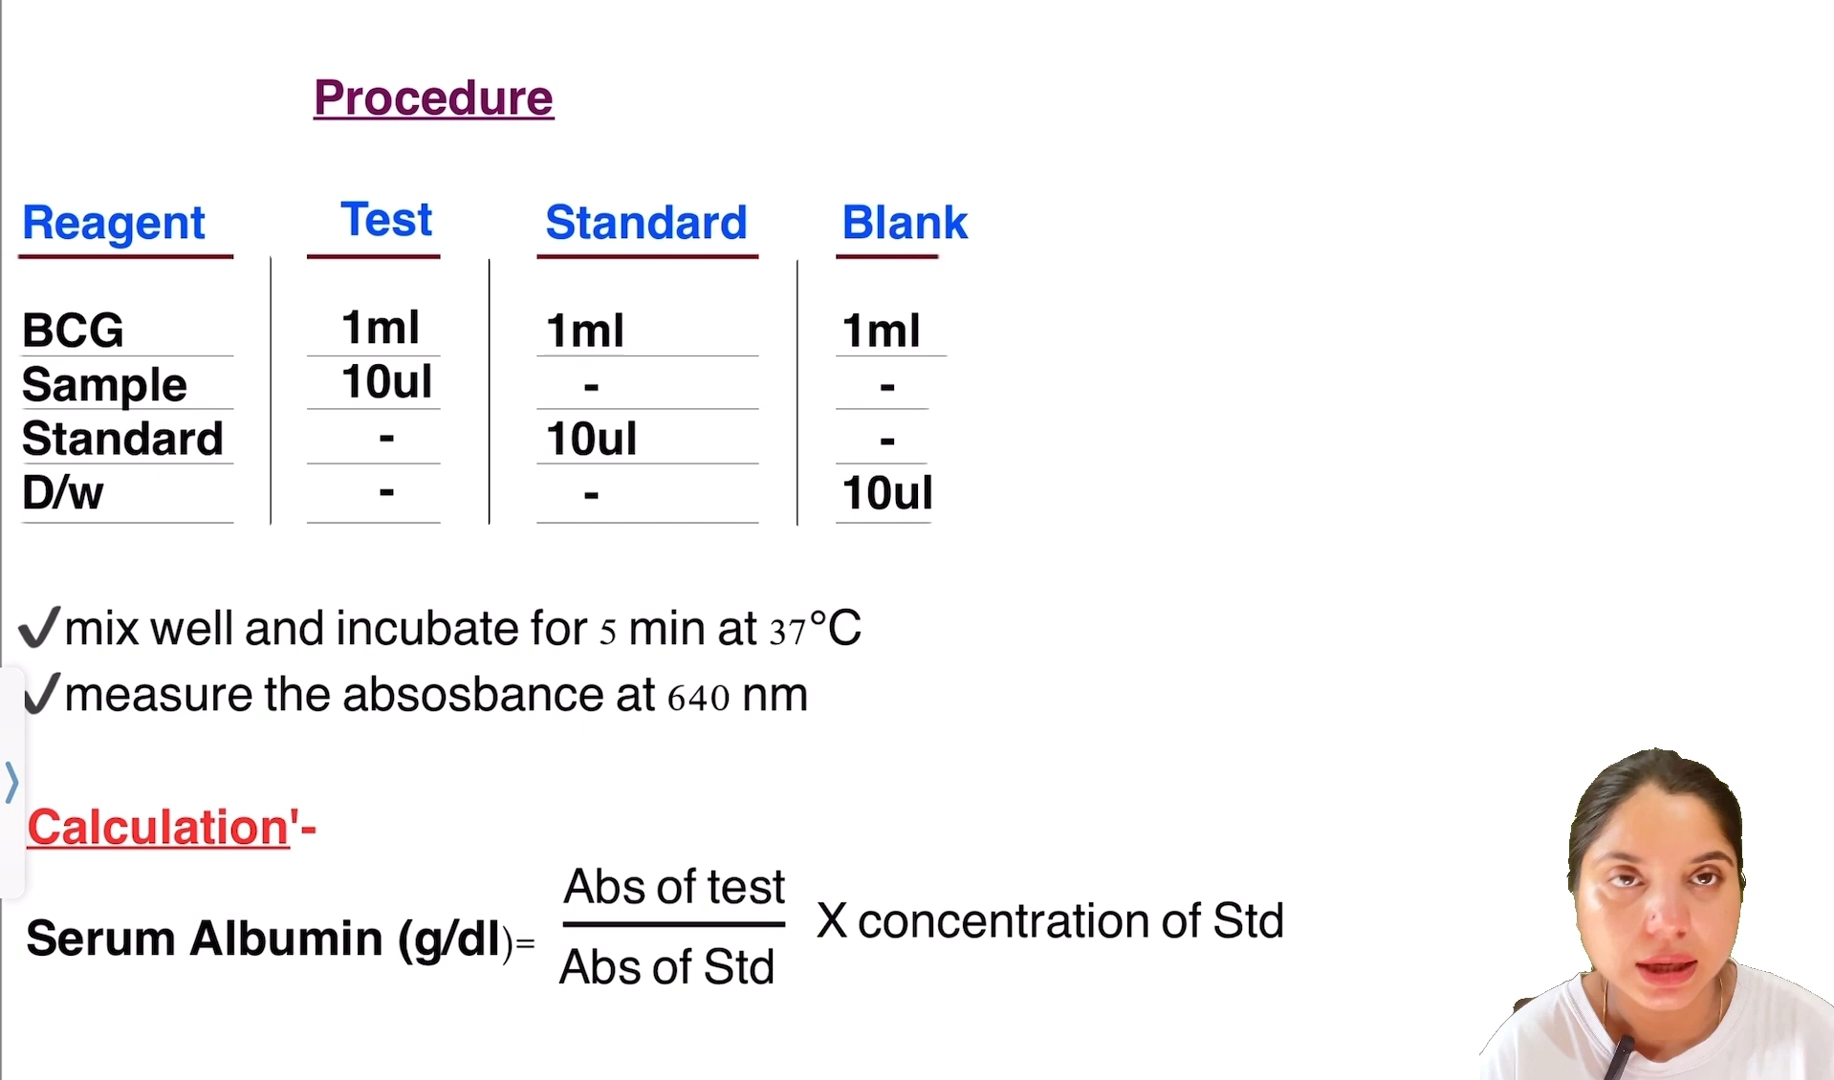 Procedure
Reagent Test Standard Blank
BCG 1ml 1ml 1ml
Sample 10ul - -
Standard - 10ul -
D/w - - 10ul
✓mix well and incubate for 5 min at 37°C
✓measure the absosbance at 640 nm
Calculation'-
Serum Albumin (g/dl)= Abs of test / Abs of Std X concentration of Std